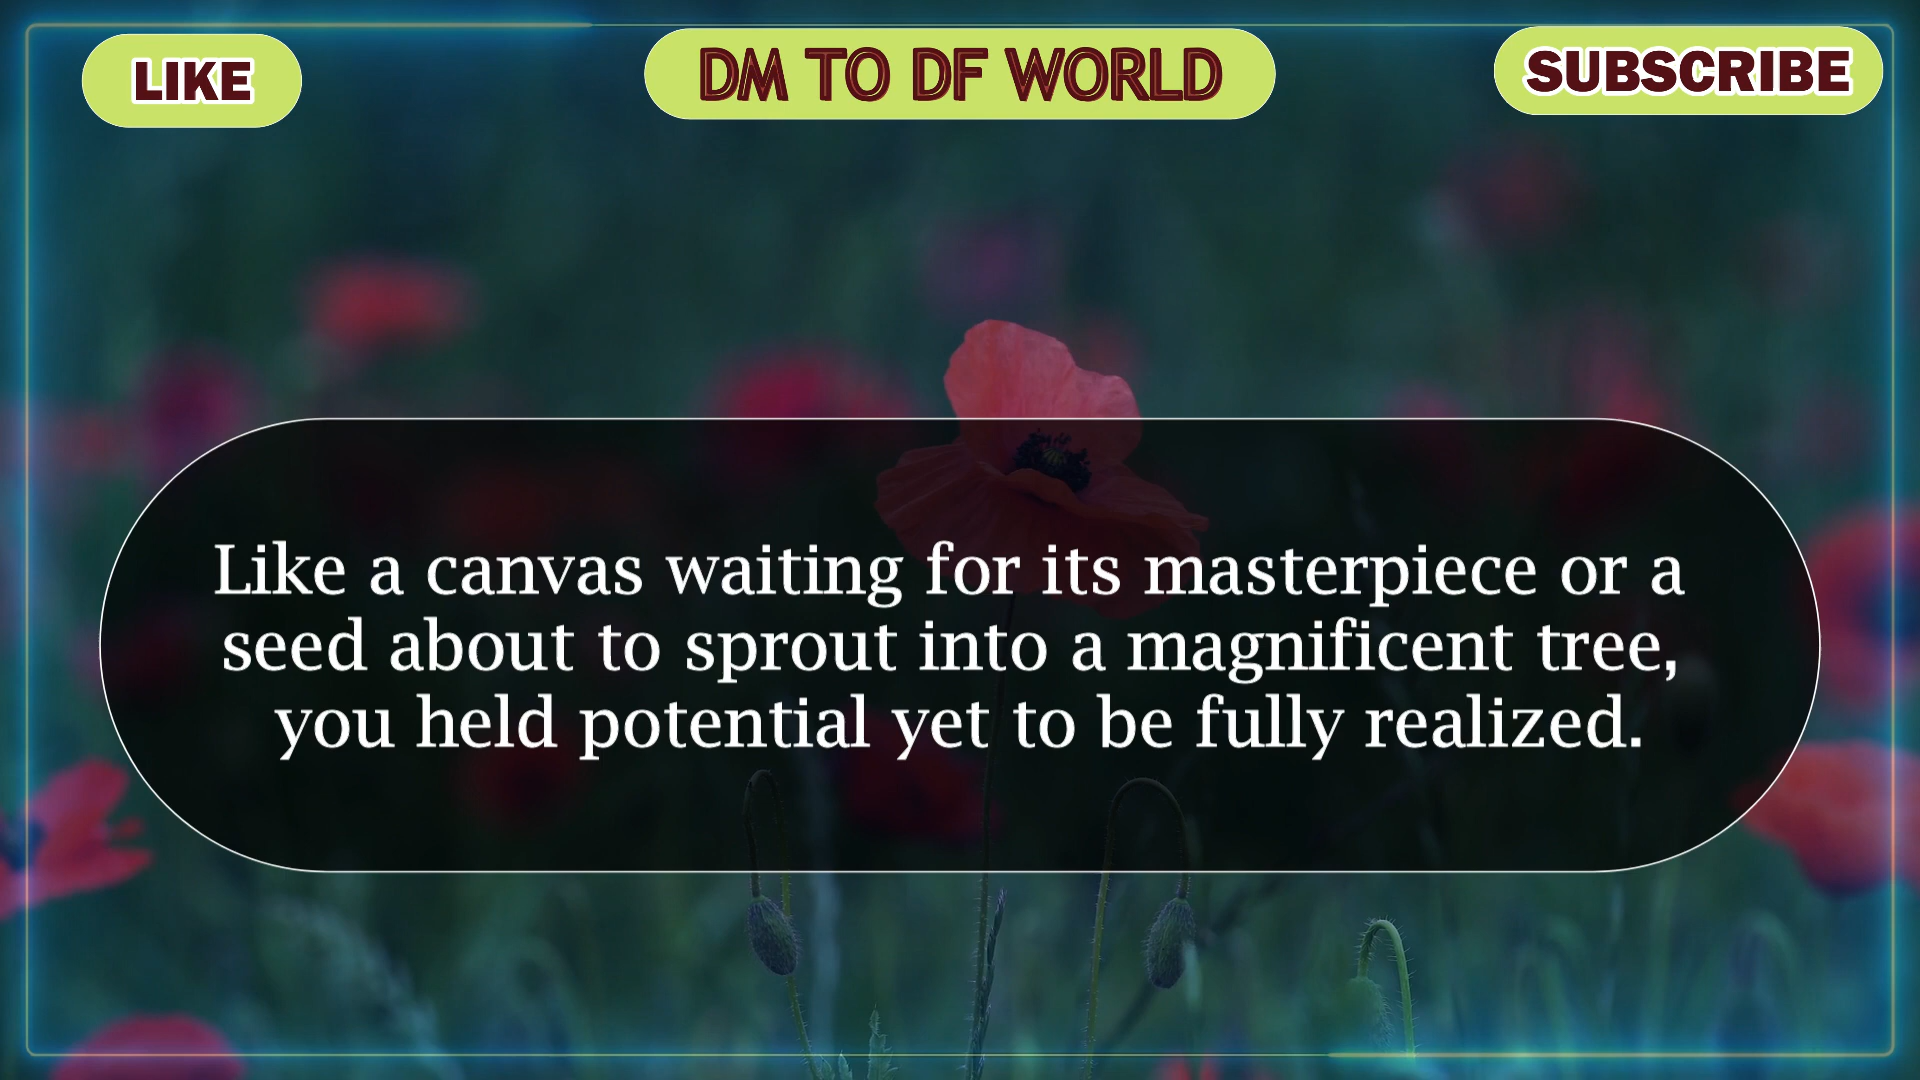 LIKE
DM TO DF WORLD
SUBSCRIBE
Like a canvas waiting for its masterpiece or a
seed about to sprout into a magnificent tree,
you held potential yet to be fully realized.